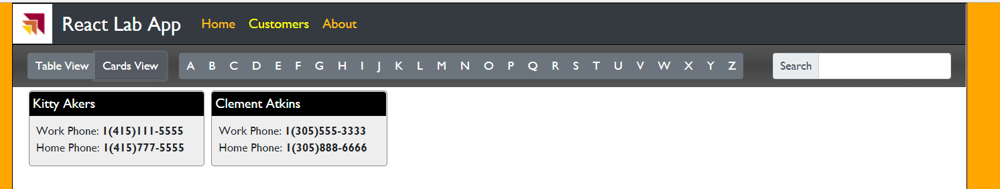 React Lab App Home Customers About
Table View Cards View A B C D E F G H I J K L M N O P Q R S T U V W X Y Z Search
Kitty Akers Clement Atkins
Work Phone: 1(415)111-5555 Work Phone: 1(305)555-3333
Home Phone: 1(415)777-5555 Home Phone: 1(305)888-6666